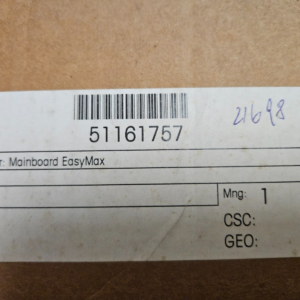 21698
51161757
r: Mainboard EasyMax
Mng: 1
CSC:
GEO: